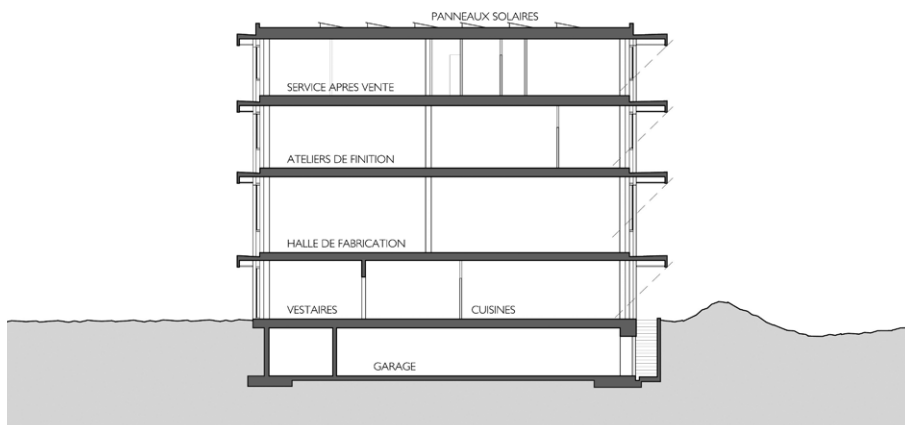 PANNEAUX SOLAIRES
SERVICE APRES VENTE
ATELIERS DE FINITION
HALLE DE FABRICATION
VESTAIRES
CUISINES
GARAGE